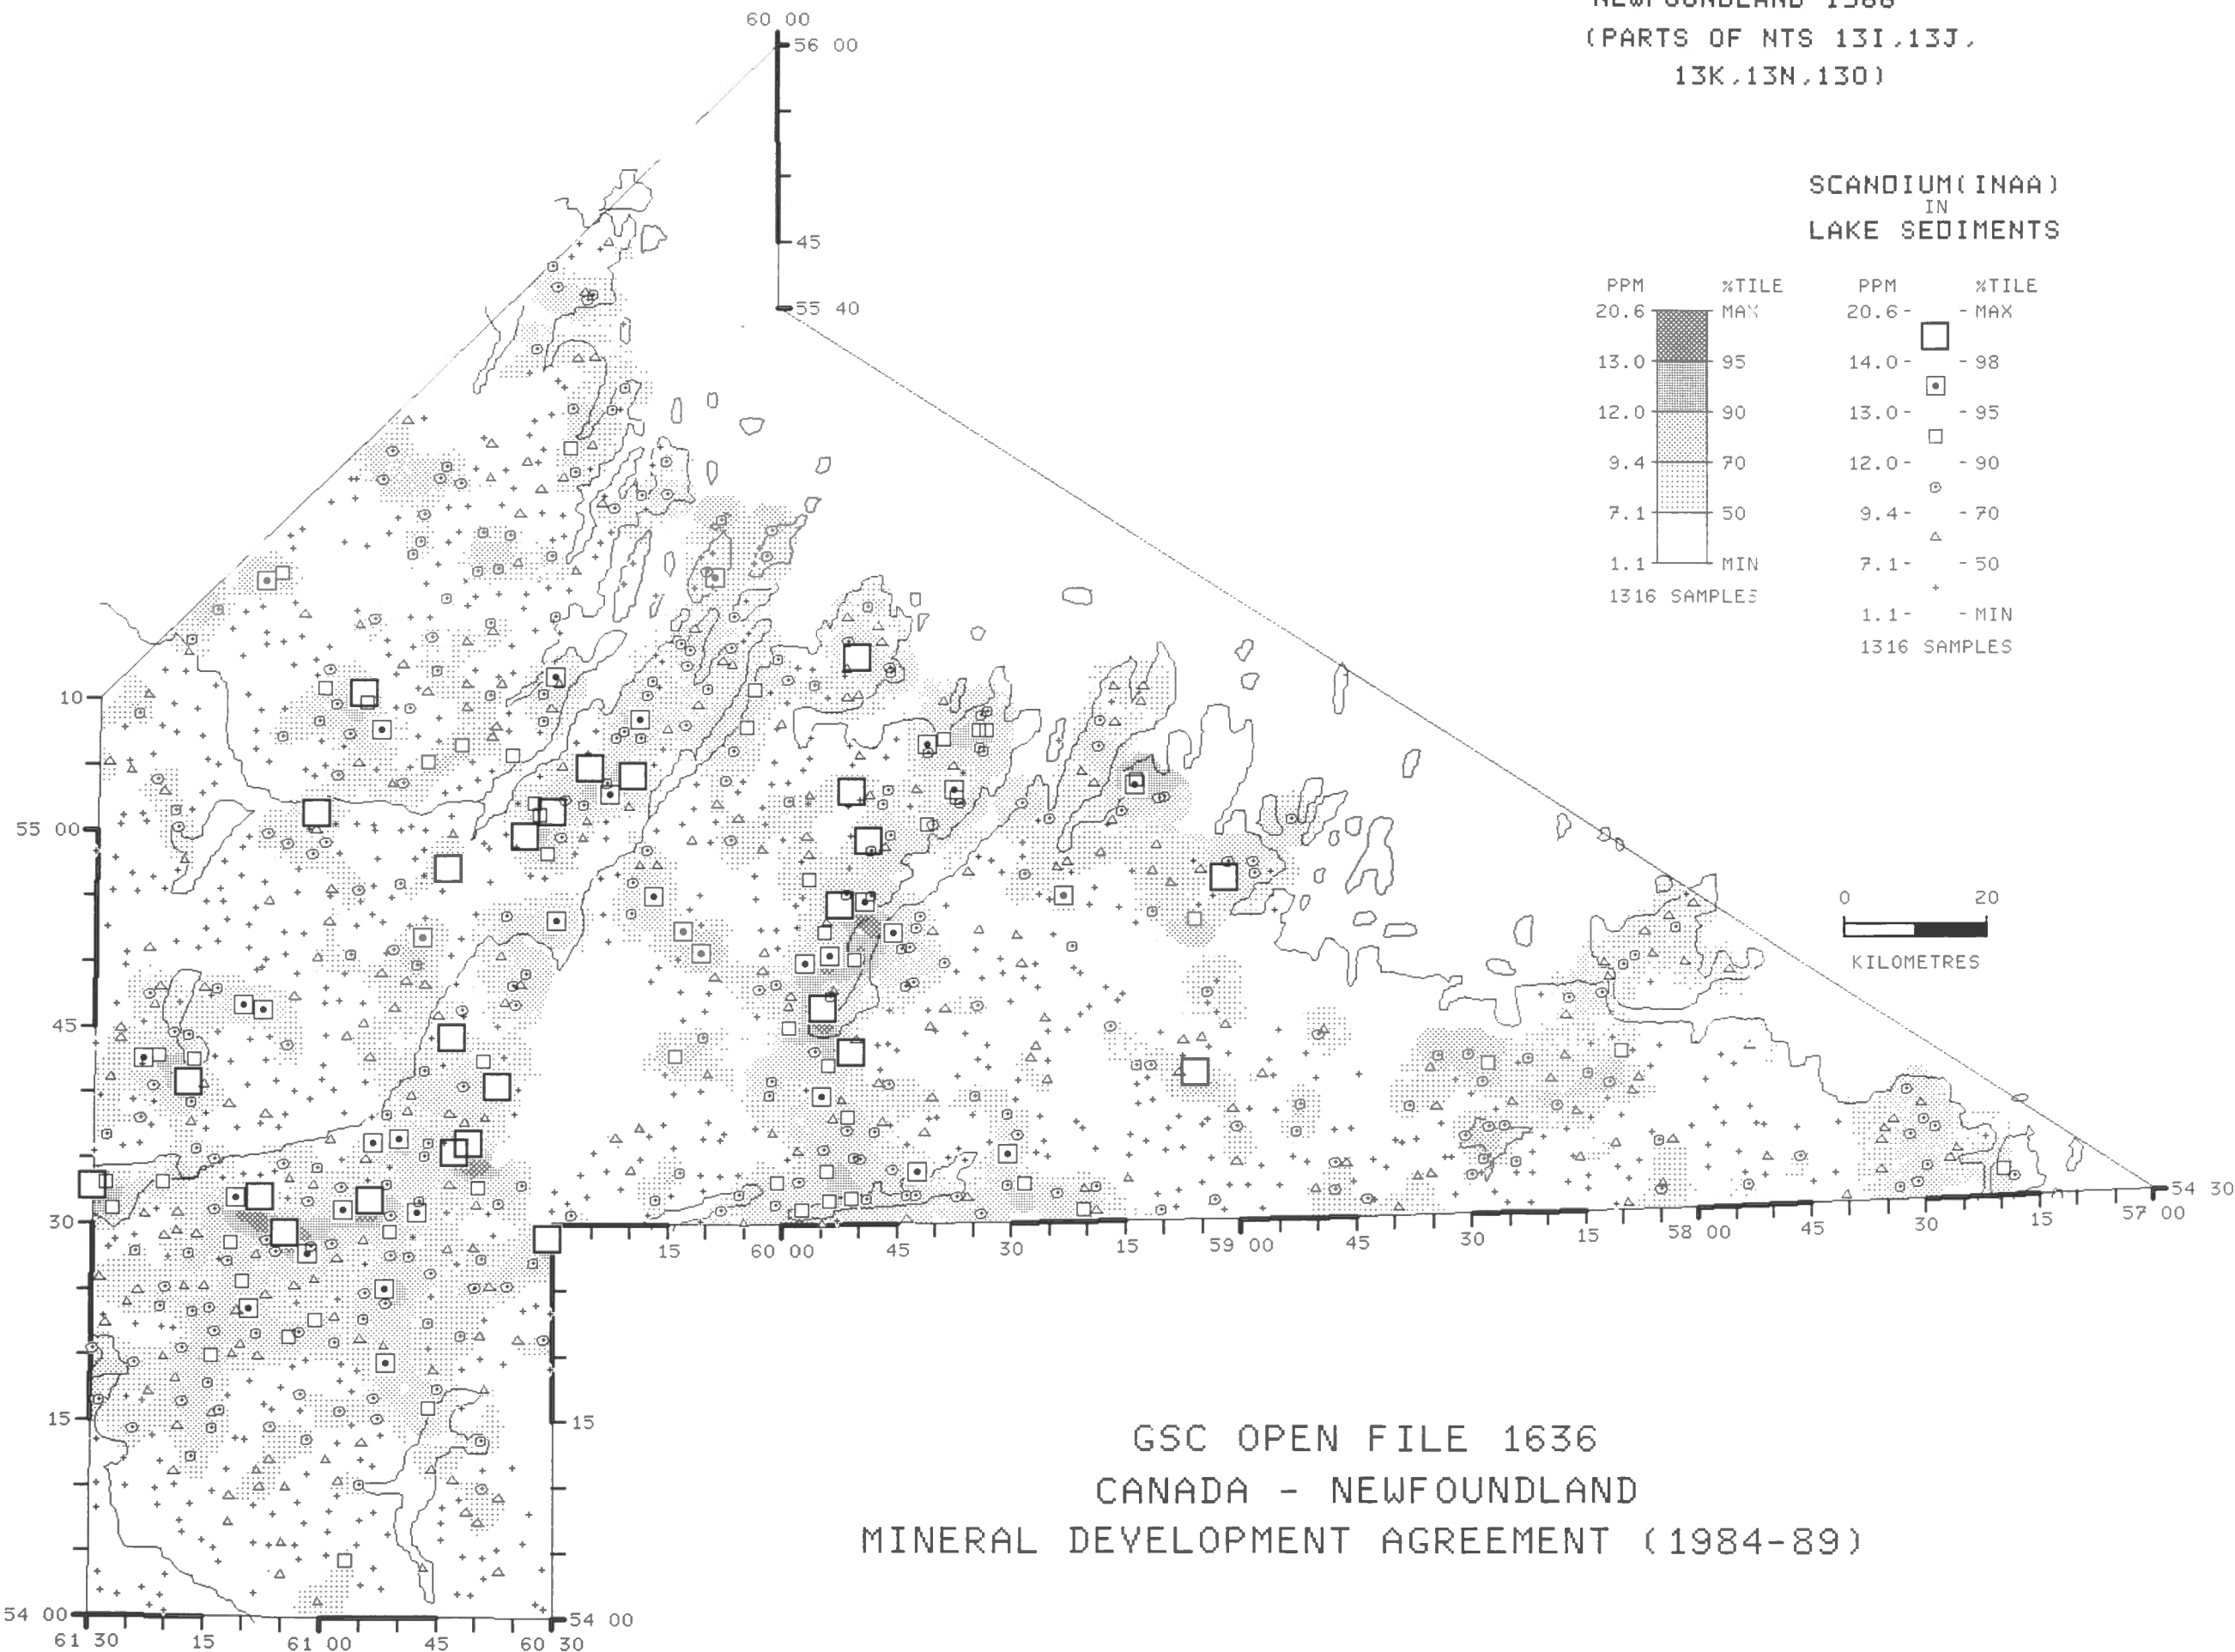 NEWFOUNDLAND 1988
(PARTS OF NTS 13I,13J,
13K,13N,13O)
60 00
56 00
45
55 40
SCANDIUM(INAA)
IN
LAKE SEDIMENTS
PPM %TILE PPM %TILE
20.6 MAX 20.6- -MAX
13.0 95 14.0- -98
12.0 90 13.0- -95
9.4 70 12.0- -90
7.1 50 9.4- -70
1.1 MIN 7.1- -50
1316 SAMPLES 1.1- -MIN
1316 SAMPLES
10
55 00
0 20
KILOMETRES
45
30
54 30
15 60 00 45 30 15 59 00 45 30 15 58 00 45 30 15 57 00
15 15
GSC OPEN FILE 1636
CANADA - NEWFOUNDLAND
MINERAL DEVELOPMENT AGREEMENT (1984-89)
54 00 54 00
61 30 15 61 00 45 60 30